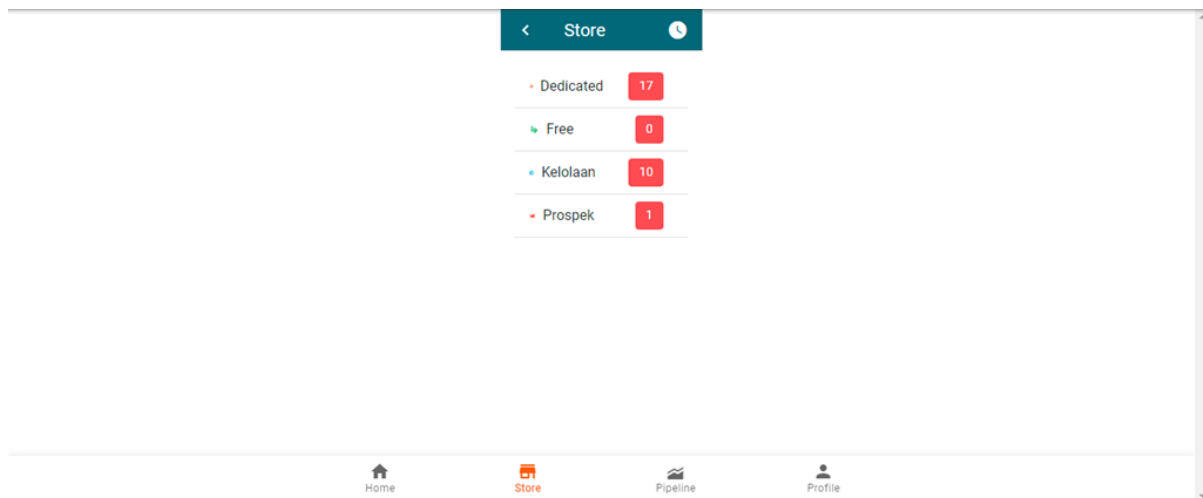 Store
Dedicated 17
Free 0
Kelolaan 10
Prospek 1
Home Store Pipeline Profile